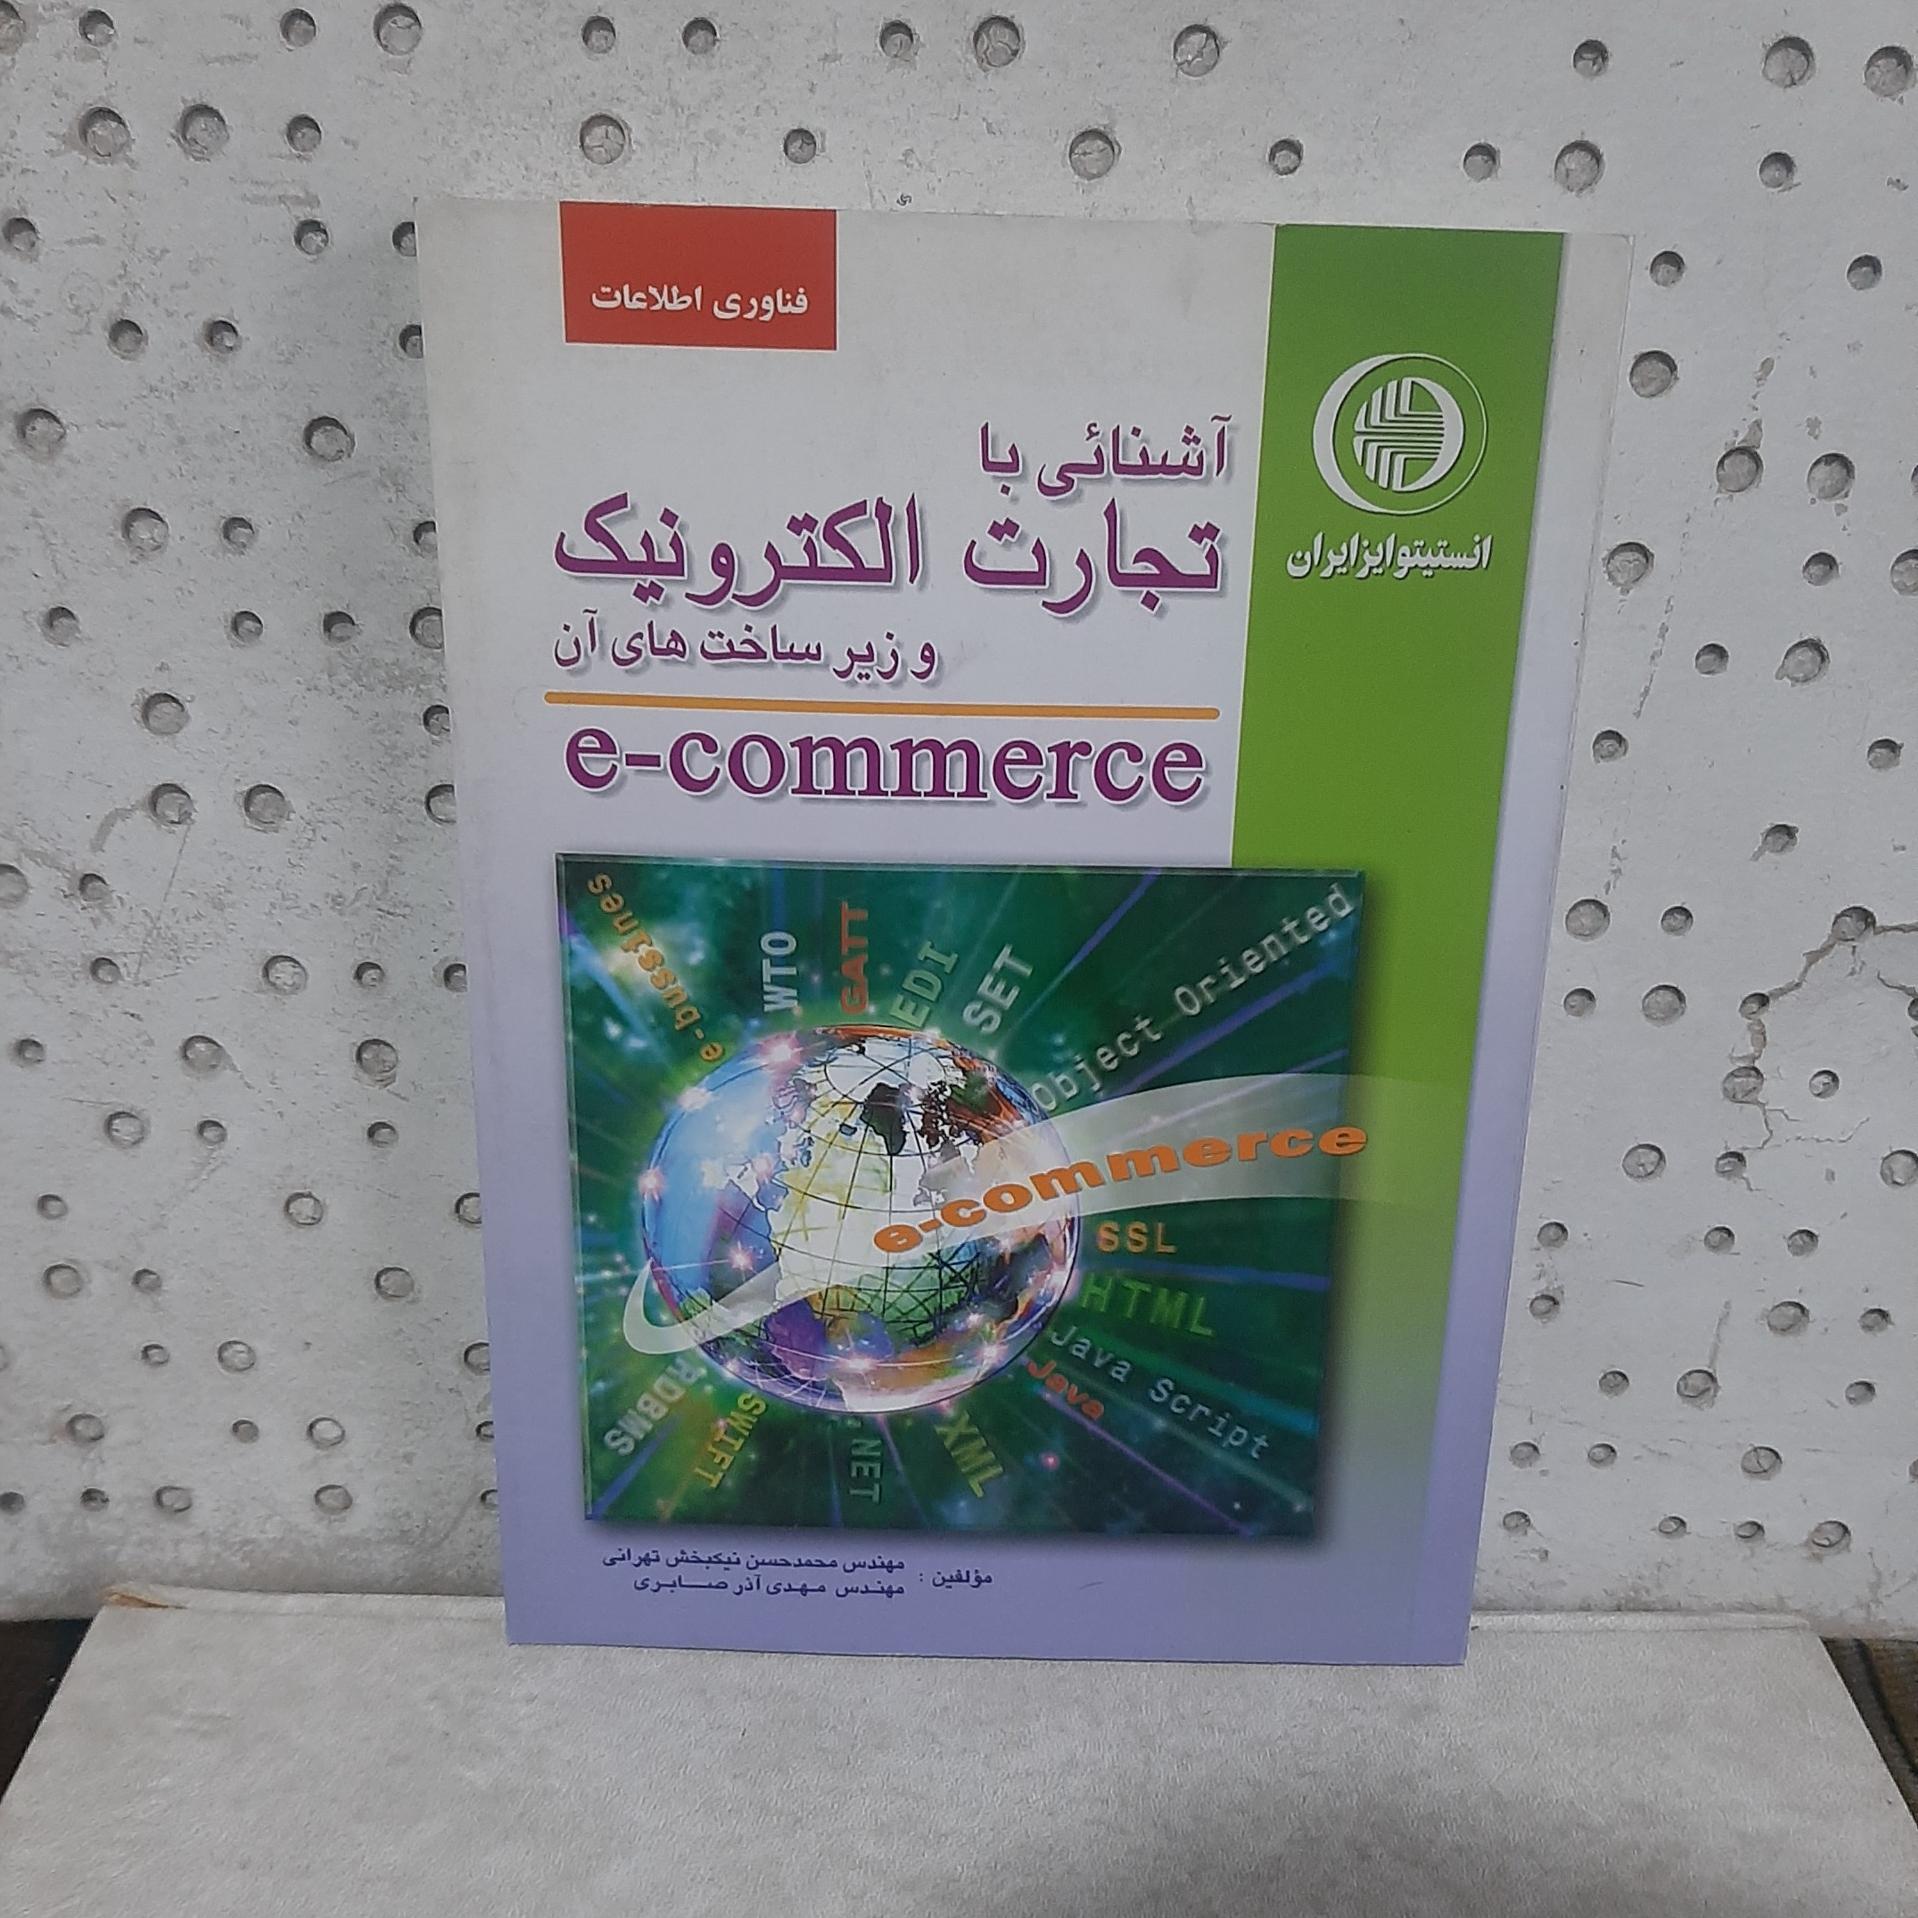 فناوری اطلاعات
انستیتو ایزایران
آشنائی با
تجارت الکترونیک
و زیر ساخت های آن
e-commerce
e-bussines
WTO
GATT
EDI
SET
Object Oriented
e-commerce
SSL
HTML
Java Script
Java
XML
.NET
SWIFT
RDBMS
مؤلفین : مهندس محمدحسن نیکبخش تهرانی
مهندس مهدی آذر صابری